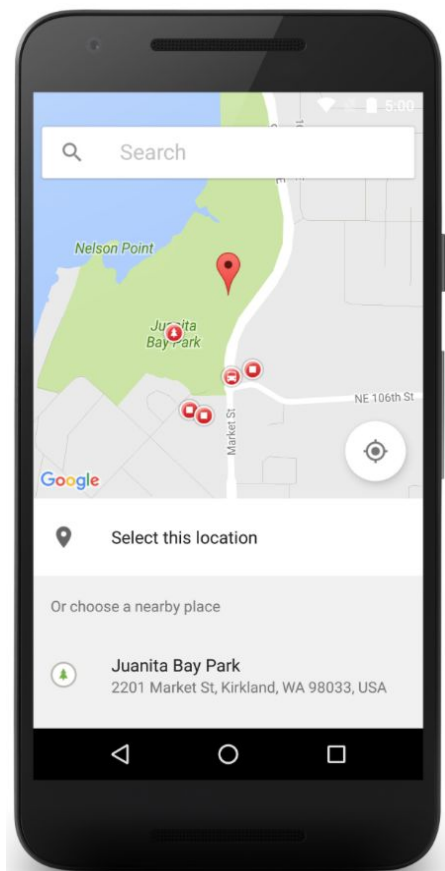 5:00
Search
Nelson Point
Juanita
Bay Park
NE 106th St
Market St
Google
Select this location
Or choose a nearby place
Juanita Bay Park
2201 Market St, Kirkland, WA 98033, USA